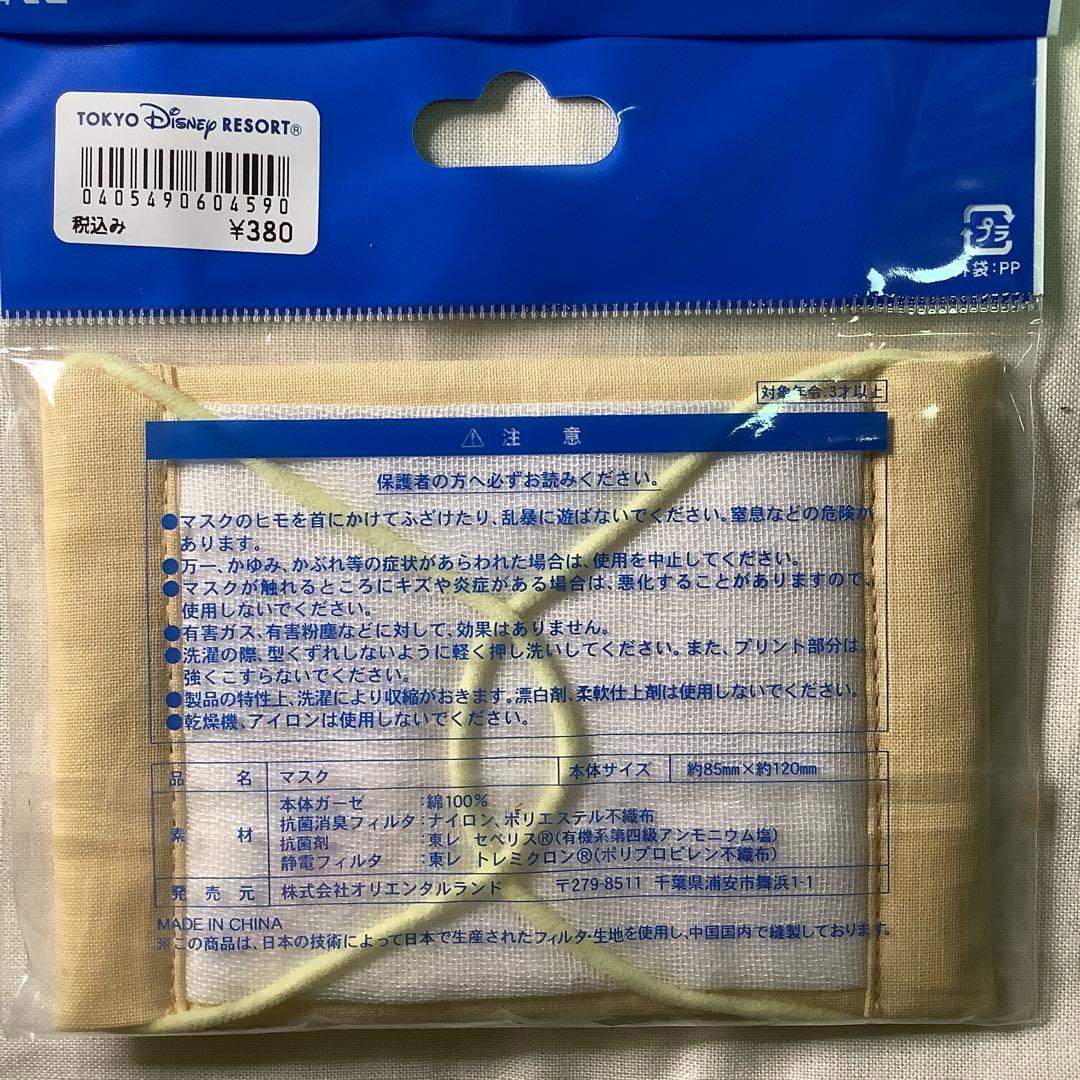 TOKYO Disney RESORT®
0405490604590
税込み ¥380
プラ
袋:PP
対象年令:3才以上
⚠ 注 意
保護者の方へ必ずお読みください。
●マスクのヒモを首にかけてふざけたり、乱暴に遊ばないでください。窒息などの危険が
あります。
●万一、かゆみ、かぶれ等の症状があらわれた場合は、使用を中止してください。
●マスクが触れるところにキズや炎症がある場合は、悪化することがありますので、
使用しないでください。
●有害ガス、有害粉塵などに対して、効果はありません。
●洗濯の際、型くずれしないように軽く押し洗いしてください。また、プリント部分は、
強くこすらないでください。
●製品の特性上、洗濯により収縮がおきます。漂白剤、柔軟仕上剤は使用しないでください。
●乾燥機、アイロンは使用しないでください。
品 名 マスク 本体サイズ 約85mm×約120mm
素 材 本体ガーゼ :綿100%
抗菌消臭フィルタ:ナイロン、ポリエステル不織布
抗菌剤 :東レ セベリス®(有機系第四級アンモニウム塩)
静電フィルタ :東レ トレミクロン®(ポリプロピレン不織布)
発 売 元 株式会社オリエンタルランド 〒279-8511 千葉県浦安市舞浜1-1
MADE IN CHINA
※この商品は、日本の技術によって日本で生産されたフィルタ・生地を使用し、中国国内で縫製しております。